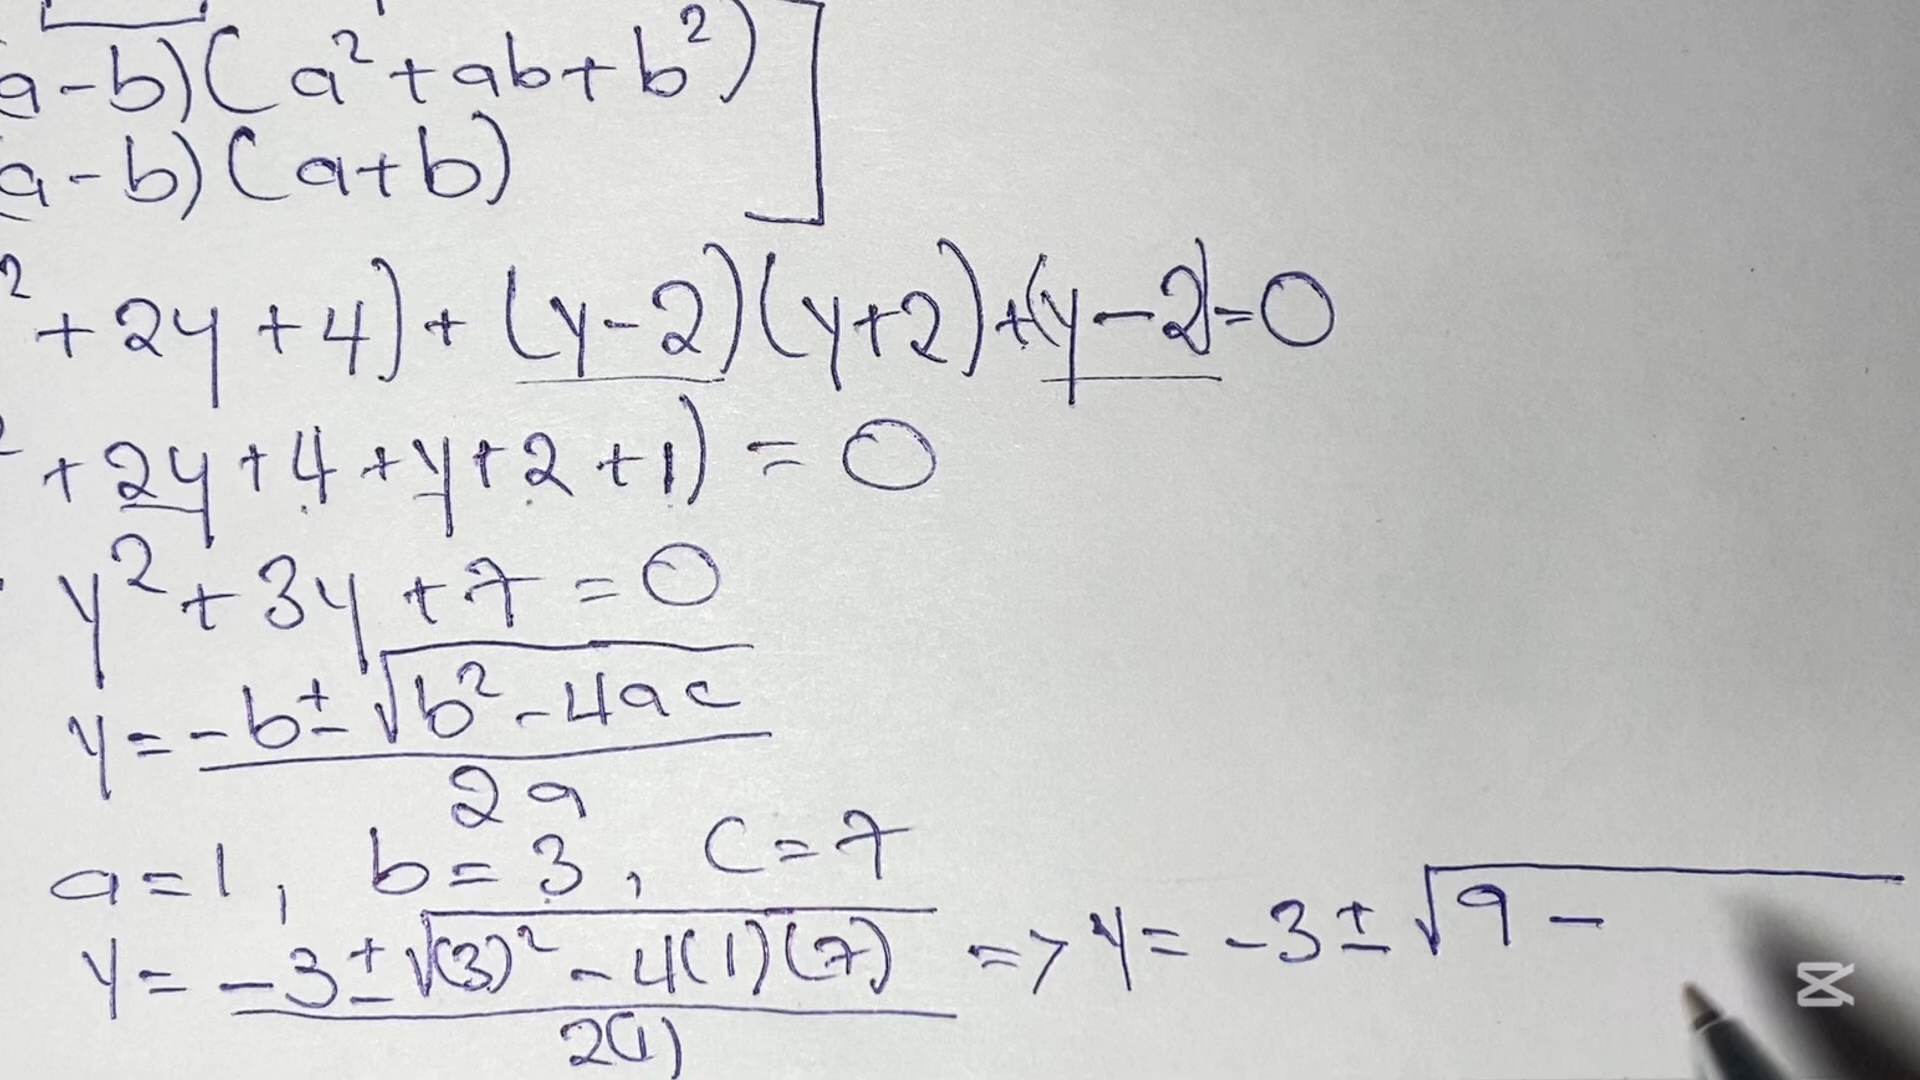 a-b)(a²+ab+b²)]
a-b)(a+b)
²+2y+4)+(y-2)(y+2)+(y-2)=0
²+2y+4+y+2+1)=0
y²+3y+7=0
y=-b±√b²-4ac
2a
a=1, b=3, c=7
y=-3±√(3)²-4(1)(7) => y=-3±√9-
2(1)